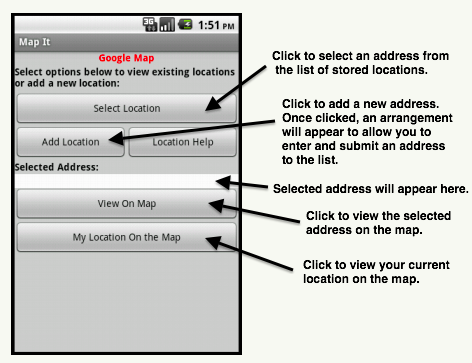 3G 1:51 PM
Map It
Google Map
Select options below to view existing locations
or add a new location:
Select Location
Add Location Location Help
Selected Address:
View On Map
My Location On the Map
Click to select an address from
the list of stored locations.
Click to add a new address.
Once clicked, an arrangement
will appear to allow you to
enter and submit an address
to the list.
Selected address will appear here.
Click to view the selected
address on the map.
Click to view your current
location on the map.